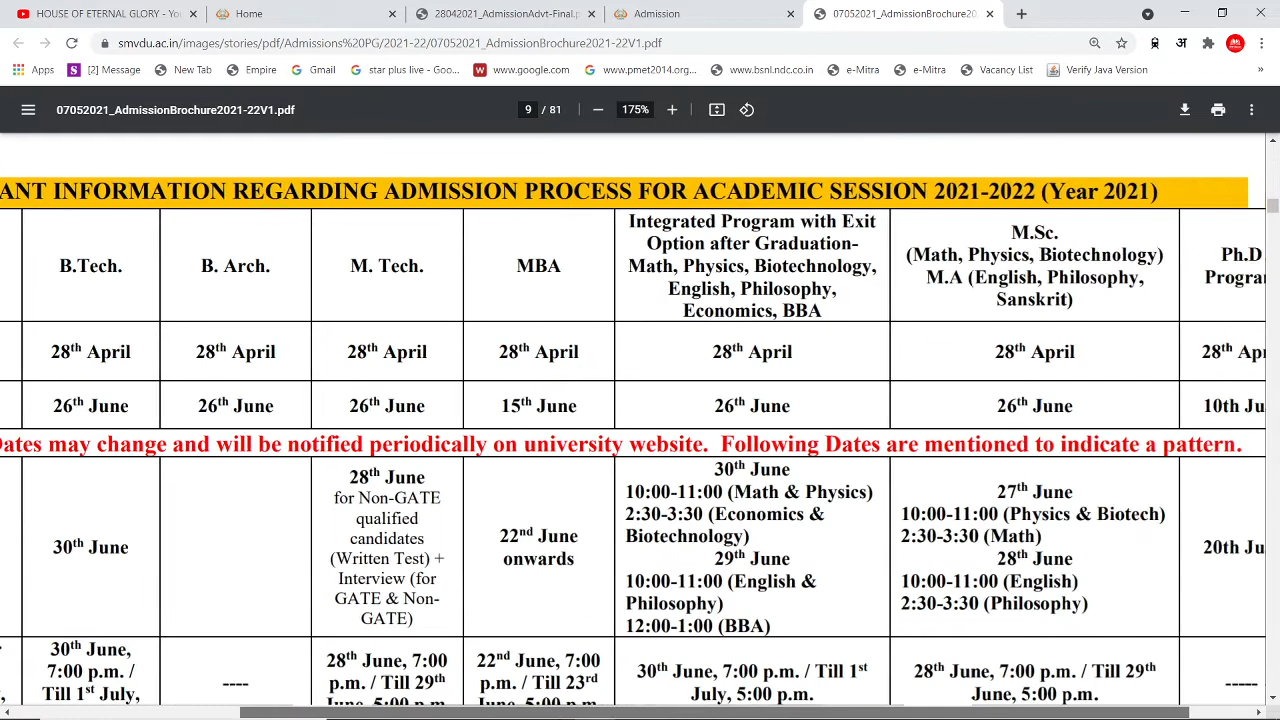 HOUSE OF ETERNAL GLORY - Yo
Home
28042021_AdmissionAdvt-Final.p
Admission
07052021_AdmissionBrochure202
smvdu.ac.in/images/stories/pdf/Admissions%20PG/2021-22/07052021_AdmissionBrochure2021-22V1.pdf
अ
Apps
[2] Message
New Tab
Empire
Gmail
star plus live - Goo...
www.google.com
www.pmet2014.org...
www.bsnlumdc.co.in
e-Mitra
e-Mitra
Vacancy List
Verify Java Version
»
07052021_AdmissionBrochure2021-22V1.pdf
9 / 81
175%
ANT INFORMATION REGARDING ADMISSION PROCESS FOR ACADEMIC SESSION 2021-2022 (Year 2021)
B.Tech.
B. Arch.
M. Tech.
MBA
Integrated Program with Exit
Option after Graduation-
Math, Physics, Biotechnology,
English, Philosophy,
Economics, BBA
M.Sc.
(Math, Physics, Biotechnology)
M.A (English, Philosophy,
Sanskrit)
Ph.D
Progra
28th April
28th April
28th April
28th April
28th April
28th April
28th Apr
26th June
26th June
26th June
15th June
26th June
26th June
10th Ju
Dates may change and will be notified periodically on university website. Following Dates are mentioned to indicate a pattern.
30th June
28th June
for Non-GATE
qualified
candidates
(Written Test) +
Interview (for
GATE & Non-
GATE)
22nd June
onwards
30th June
10:00-11:00 (Math & Physics)
2:30-3:30 (Economics &
Biotechnology)
29th June
10:00-11:00 (English &
Philosophy)
12:00-1:00 (BBA)
27th June
10:00-11:00 (Physics & Biotech)
2:30-3:30 (Math)
28th June
10:00-11:00 (English)
2:30-3:30 (Philosophy)
20th Ju
30th June,
7:00 p.m. /
Till 1st July,
----
28th June, 7:00
p.m. / Till 29th
June, 5:00 p.m.
22nd June, 7:00
p.m. / Till 23rd
June, 5:00 p.m.
30th June, 7:00 p.m. / Till 1st
July, 5:00 p.m.
28th June, 7:00 p.m. / Till 29th
June, 5:00 p.m.
-----